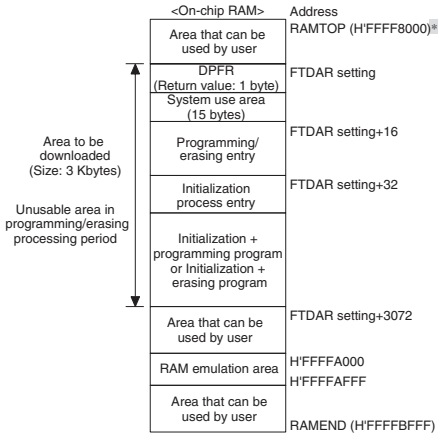 <On-chip RAM>
Address
Area that can be
used by user
RAMTOP (H'FFFF8000)*
DPFR
(Return value: 1 byte)
FTDAR setting
System use area
(15 bytes)
Area to be
downloaded
(Size: 3 Kbytes)
Unusable area in
programming/erasing
processing period
Programming/
erasing entry
FTDAR setting+16
Initialization
process entry
FTDAR setting+32
Initialization +
programming program
or Initialization +
erasing program
Area that can be
used by user
FTDAR setting+3072
RAM emulation area
H'FFFFA000
H'FFFFAFFF
Area that can be
used by user
RAMEND (H'FFFFBFFF)